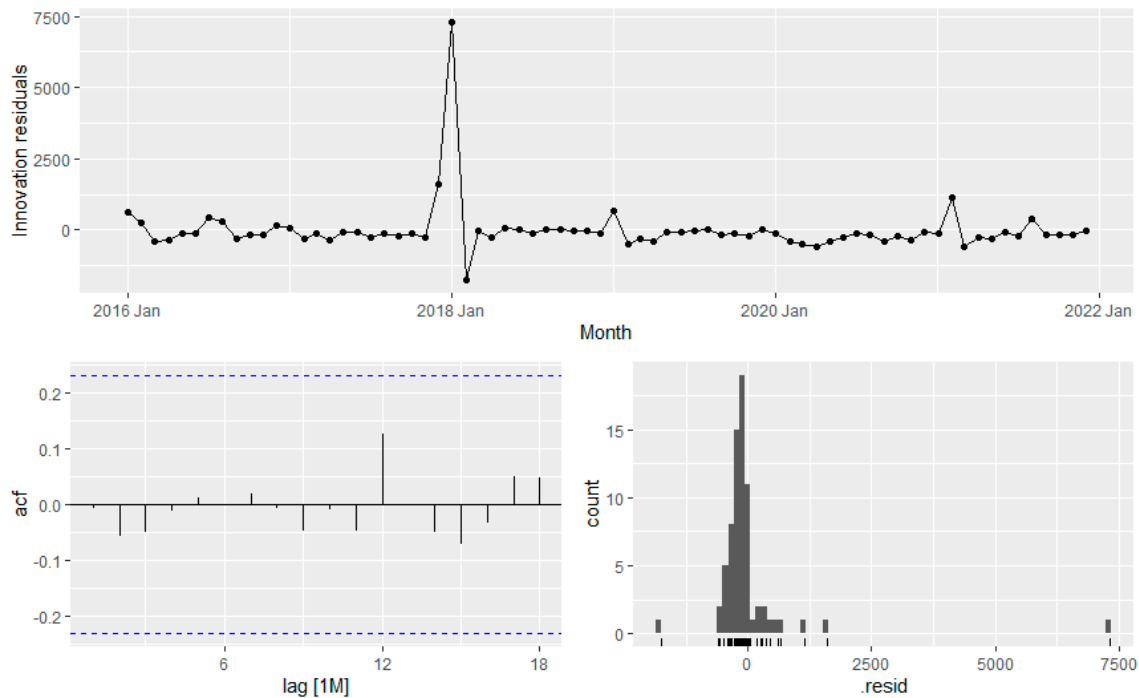 7500
5000
2500
0
Innovation residuals
2016 Jan
2018 Jan
2020 Jan
2022 Jan
Month
0.2
0.1
0.0
-0.1
-0.2
acf
6
12
18
lag [1M]
15
10
5
0
count
0
2500
5000
7500
.resid